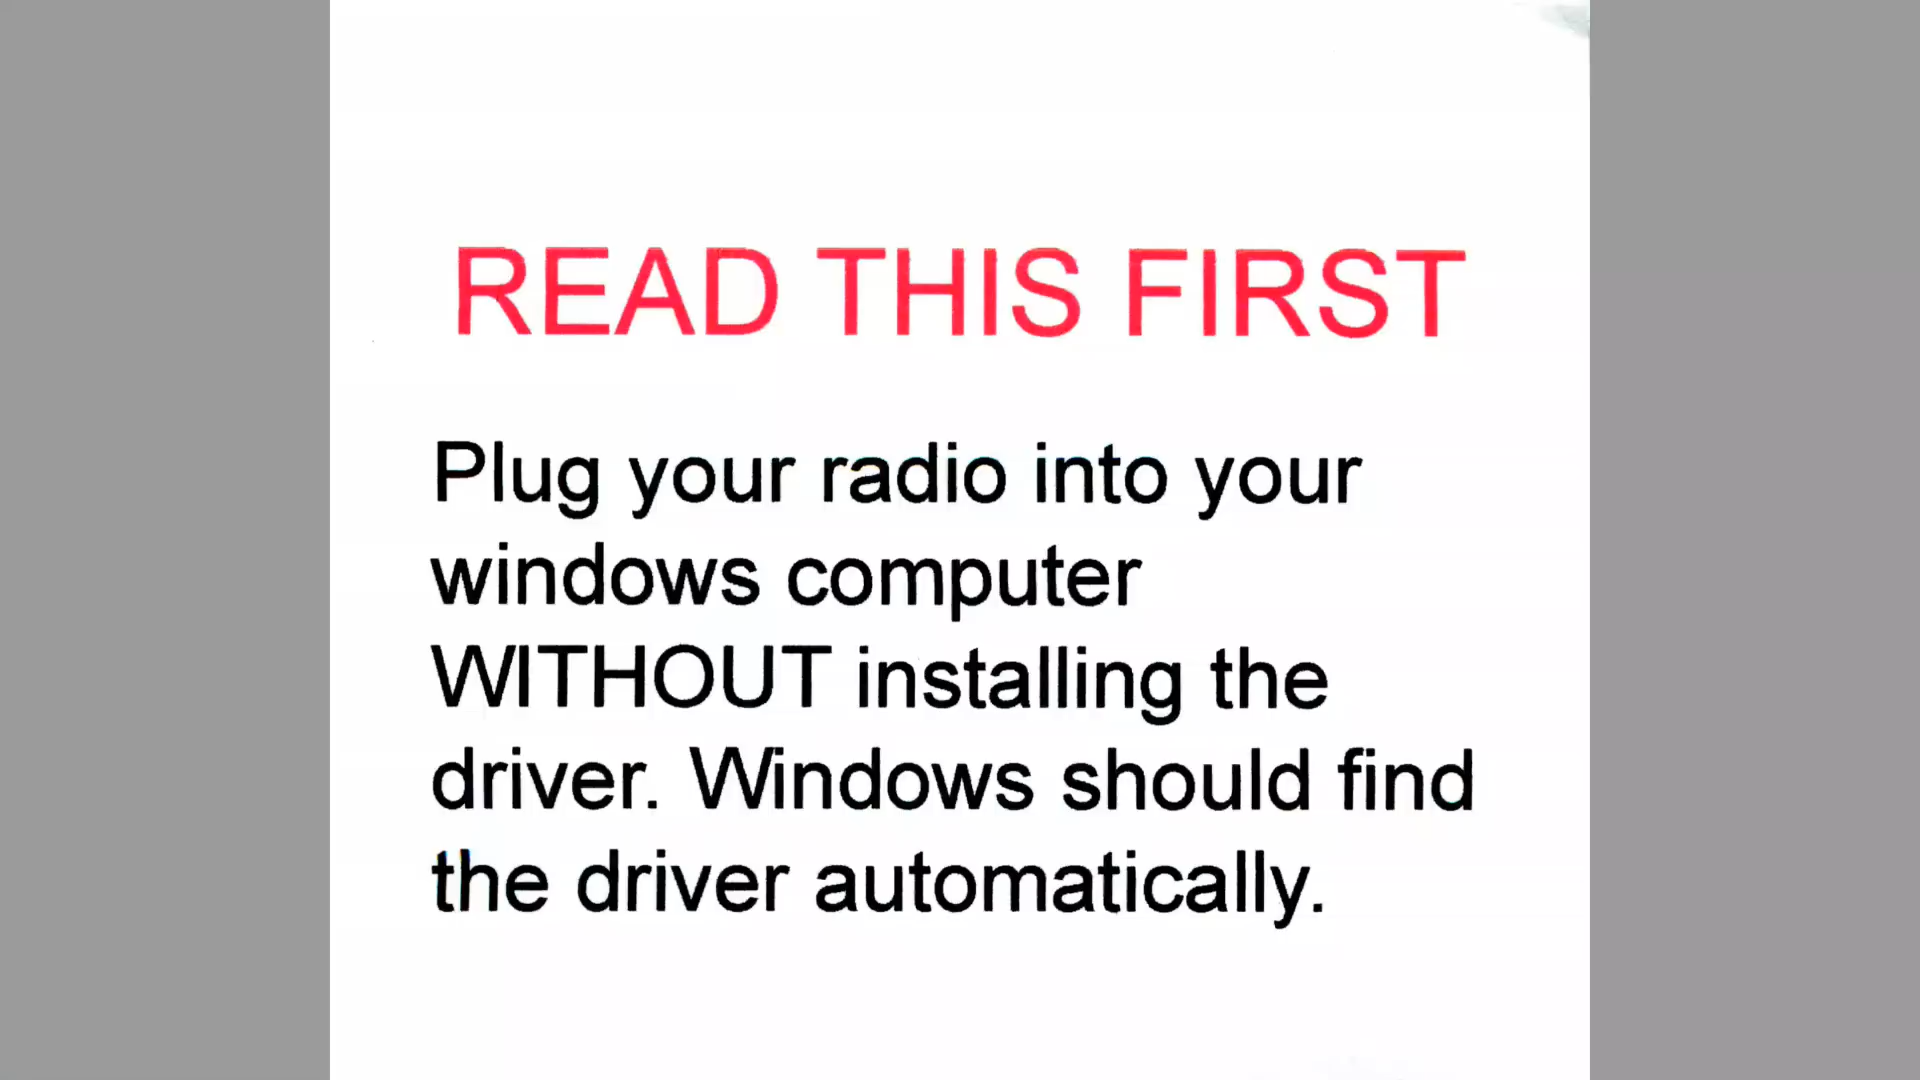 READ THIS FIRST
Plug your radio into your
windows computer
WITHOUT installing the
driver. Windows should find
the driver automatically.